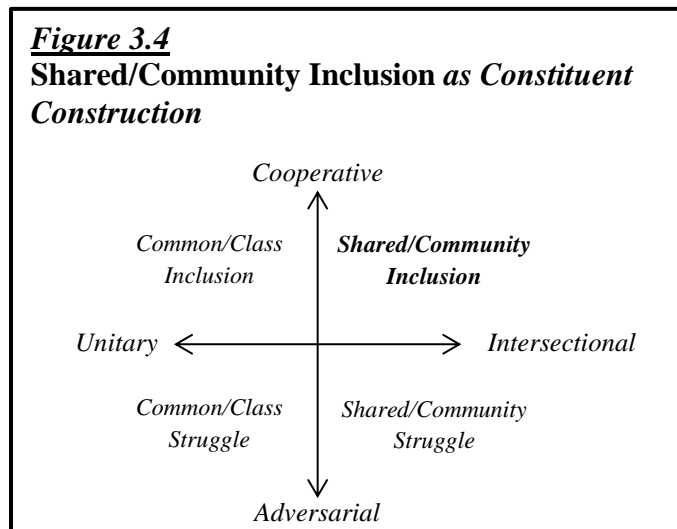 Figure 3.4
Shared/Community Inclusion as Constituent
Construction
Cooperative
Common/Class
Inclusion
Shared/Community
Inclusion
Unitary
Intersectional
Common/Class
Struggle
Shared/Community
Struggle
Adversarial